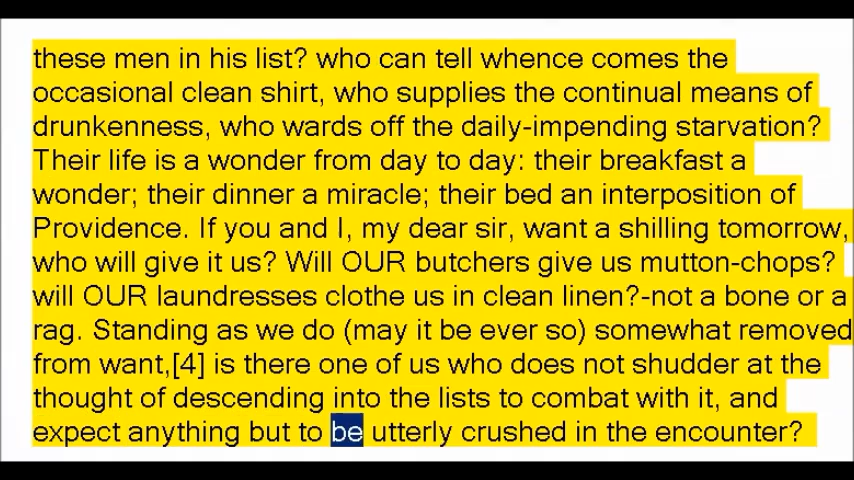 these men in his list? who can tell whence comes the
occasional clean shirt, who supplies the continual means of
drunkenness, who wards off the daily-impending starvation?
Their life is a wonder from day to day: their breakfast a
wonder; their dinner a miracle; their bed an interposition of
Providence. If you and I, my dear sir, want a shilling tomorrow,
who will give it us? Will OUR butchers give us mutton-chops?
will OUR laundresses clothe us in clean linen?-not a bone or a
rag. Standing as we do (may it be ever so) somewhat removed
from want,[4] is there one of us who does not shudder at the
thought of descending into the lists to combat with it, and
expect anything but to be utterly crushed in the encounter?